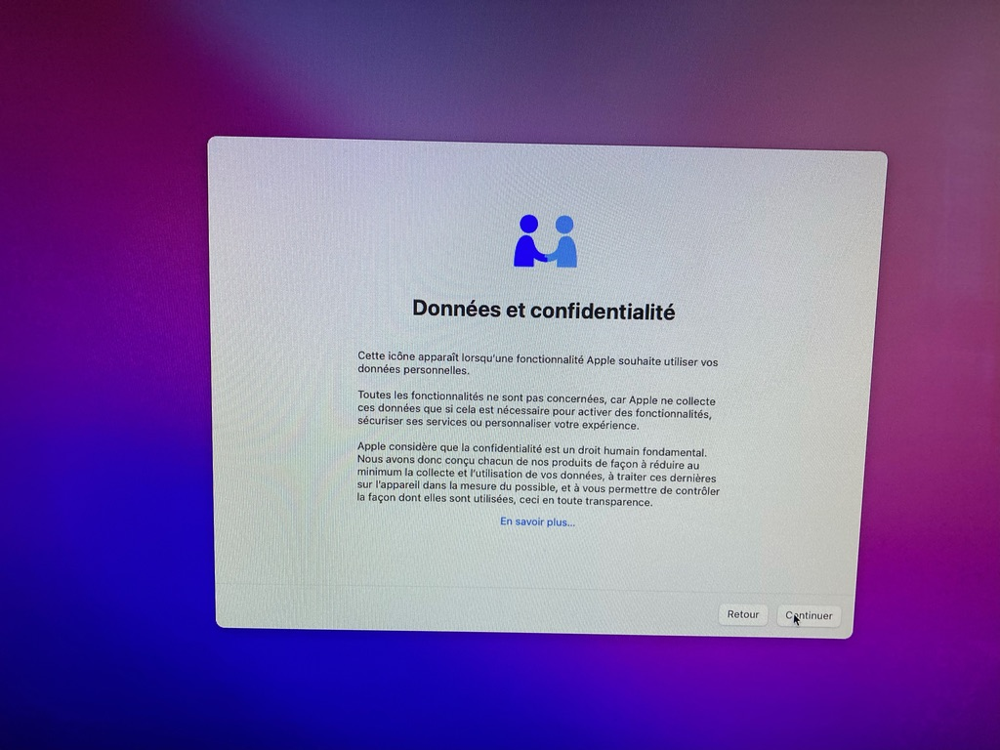 Données et confidentialité
Cette icône apparaît lorsqu'une fonctionnalité Apple souhaite utiliser vos
données personnelles.
Toutes les fonctionnalités ne sont pas concernées, car Apple ne collecte
ces données que si cela est nécessaire pour activer des fonctionnalités,
sécuriser ses services ou personnaliser votre expérience.
Apple considère que la confidentialité est un droit humain fondamental.
Nous avons donc conçu chacun de nos produits de façon à réduire au
minimum la collecte et l'utilisation de vos données, à traiter ces dernières
sur l'appareil dans la mesure du possible, et à vous permettre de contrôler
la façon dont elles sont utilisées, ceci en toute transparence.
En savoir plus...
Retour
Continuer